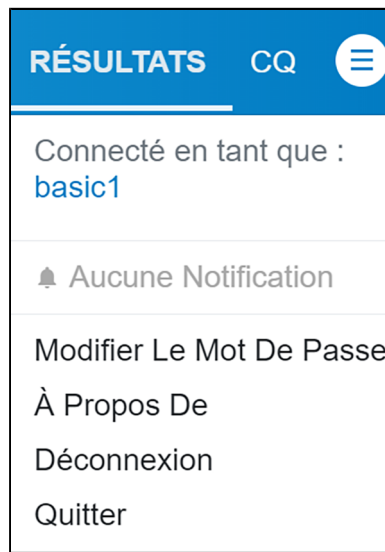 RÉSULTATS CQ
Connecté en tant que :
basic1
Aucune Notification
Modifier Le Mot De Passe
À Propos De
Déconnexion
Quitter